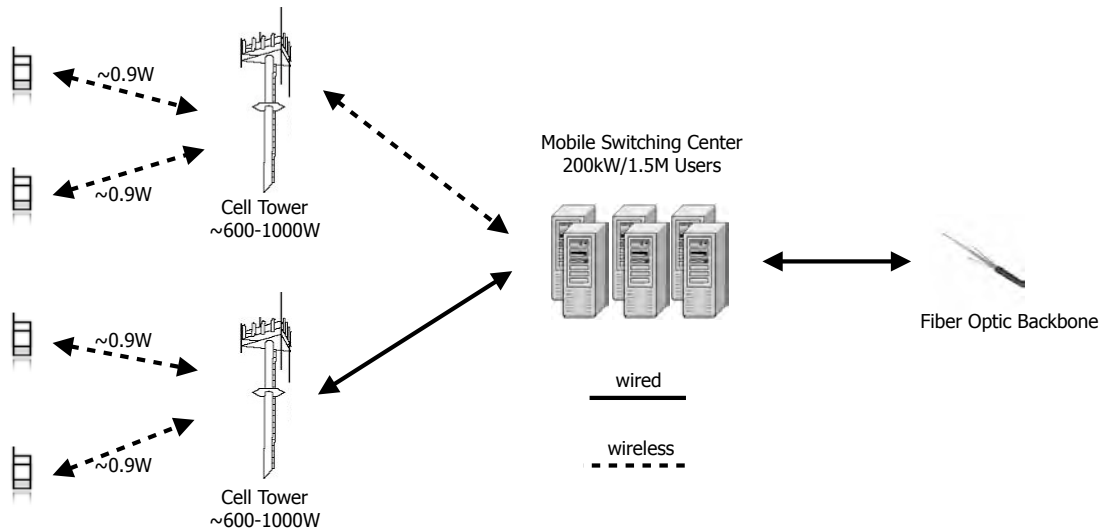 ~0.9W
~0.9W
Cell Tower
~600-1000W
Mobile Switching Center
200kW/1.5M Users
Fiber Optic Backbone
~0.9W
~0.9W
Cell Tower
~600-1000W
wired
wireless